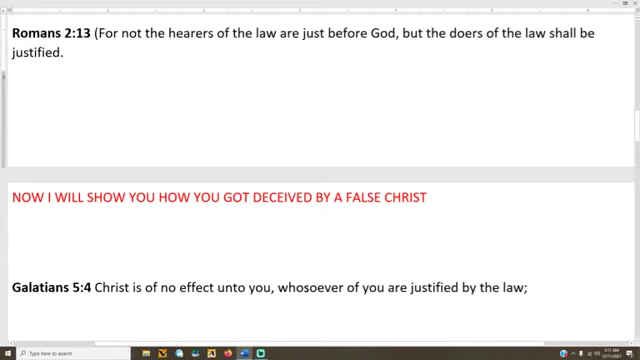 Romans 2:13 (For not the hearers of the law are just before God, but the doers of the law shall be
justified.
NOW I WILL SHOW YOU HOW YOU GOT DECEIVED BY A FALSE CHRIST
Galatians 5:4 Christ is of no effect unto you, whosoever of you are justified by the law;
Type here to search